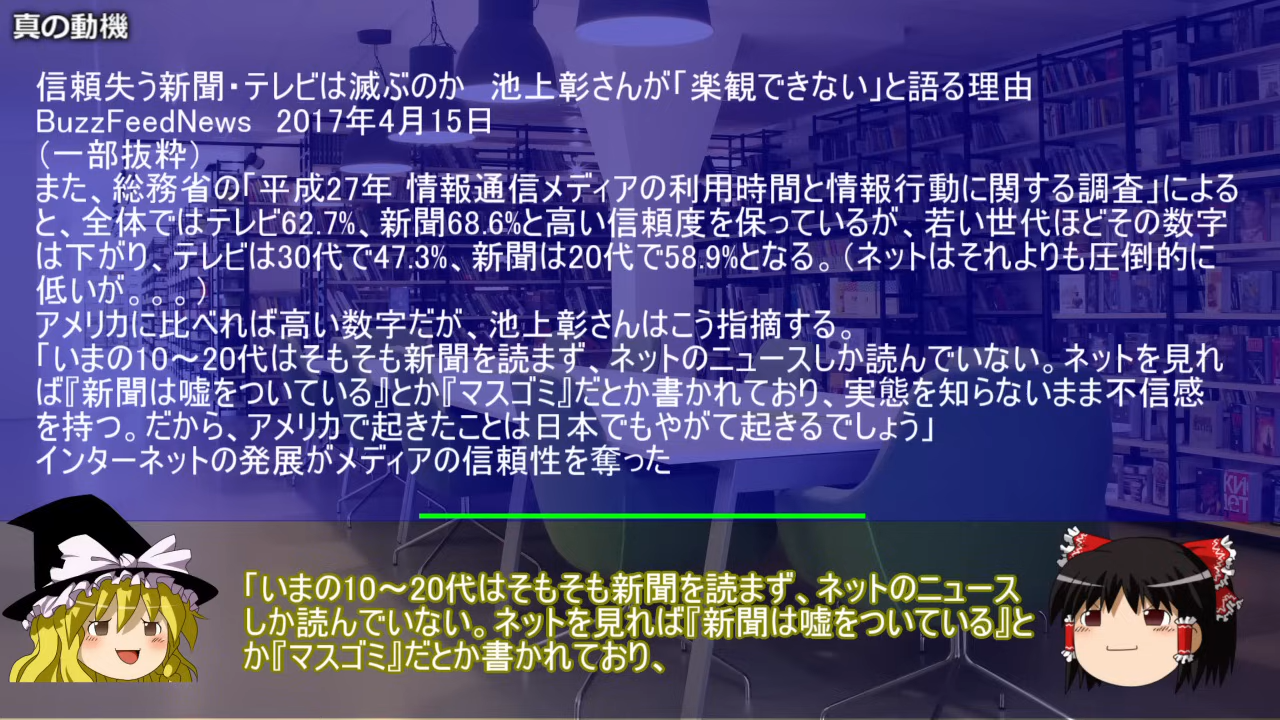 真の動機
信頼失う新聞・テレビは滅ぶのか　池上彰さんが「楽観できない」と語る理由
BuzzFeedNews　2017年4月15日
（一部抜粋）
また、総務省の「平成27年 情報通信メディアの利用時間と情報行動に関する調査」による
と、全体ではテレビ62.7%、新聞68.6%と高い信頼度を保っているが、若い世代ほどその数字
は下がり、テレビは30代で47.3%、新聞は20代で58.9%となる。（ネットはそれよりも圧倒的に
低いが。。。）
アメリカに比べれば高い数字だが、池上彰さんはこう指摘する。
「いまの10～20代はそもそも新聞を読まず、ネットのニュースしか読んでいない。ネットを見れ
ば『新聞は嘘をついている』とか『マスゴミ』だとか書かれており、実態を知らないまま不信感
を持つ。だから、アメリカで起きたことは日本でもやがて起きるでしょう」
インターネットの発展がメディアの信頼性を奪った
「いまの10～20代はそもそも新聞を読まず、ネットのニュース
しか読んでいない。ネットを見れば『新聞は嘘をついている』と
か『マスゴミ』だとか書かれており、